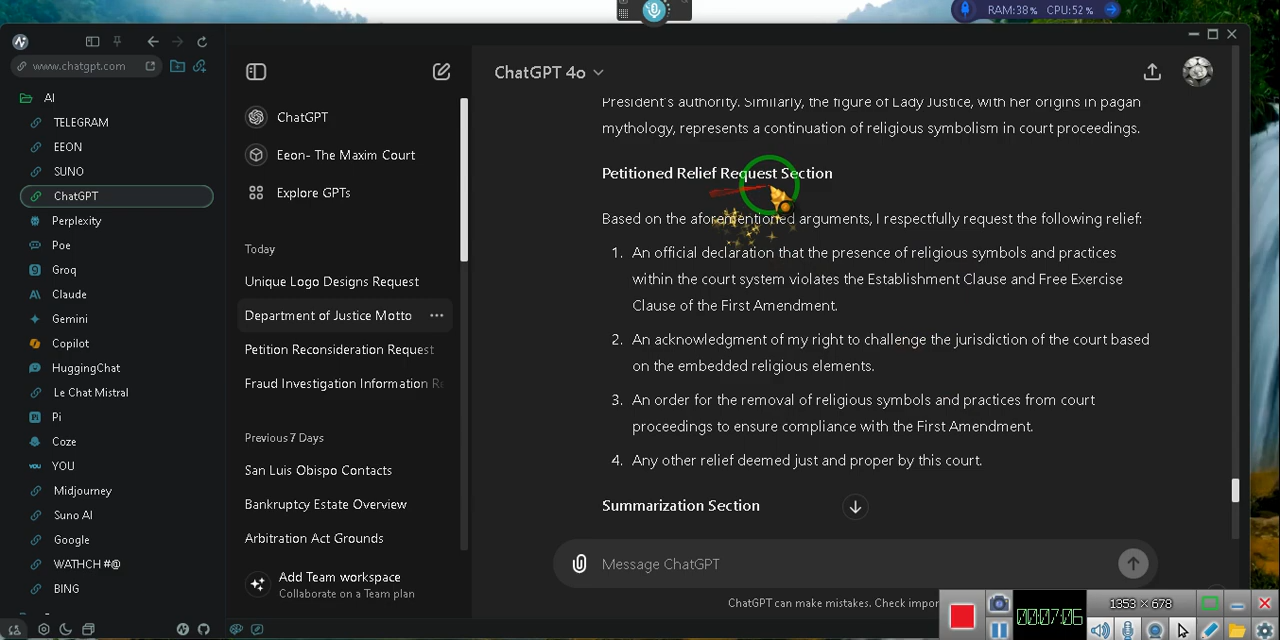 RAM:38% CPU:52%
www.chatgpt.com
AI
TELEGRAM
EEON
SUNO
ChatGPT
Perplexity
Poe
Groq
Claude
Gemini
Copilot
HuggingChat
Le Chat Mistral
Pi
Coze
YOU
Midjourney
Suno AI
Google
WATHCH #@
BING
ChatGPT
Eeon- The Maxim Court
Explore GPTs
Today
Unique Logo Designs Request
Department of Justice Motto
Petition Reconsideration Request
Fraud Investigation Information Re
Previous 7 Days
San Luis Obispo Contacts
Bankruptcy Estate Overview
Arbitration Act Grounds
Add Team workspace
Collaborate on a Team plan
ChatGPT 4o
President's authority. Similarly, the figure of Lady Justice, with her origins in pagan
mythology, represents a continuation of religious symbolism in court proceedings.
Petitioned Relief Request Section
Based on the aforementioned arguments, I respectfully request the following relief:
1. An official declaration that the presence of religious symbols and practices
within the court system violates the Establishment Clause and Free Exercise
Clause of the First Amendment.
2. An acknowledgment of my right to challenge the jurisdiction of the court based
on the embedded religious elements.
3. An order for the removal of religious symbols and practices from court
proceedings to ensure compliance with the First Amendment.
4. Any other relief deemed just and proper by this court.
Summarization Section
Message ChatGPT
ChatGPT can make mistakes. Check impor
1353 × 678
00:07:06